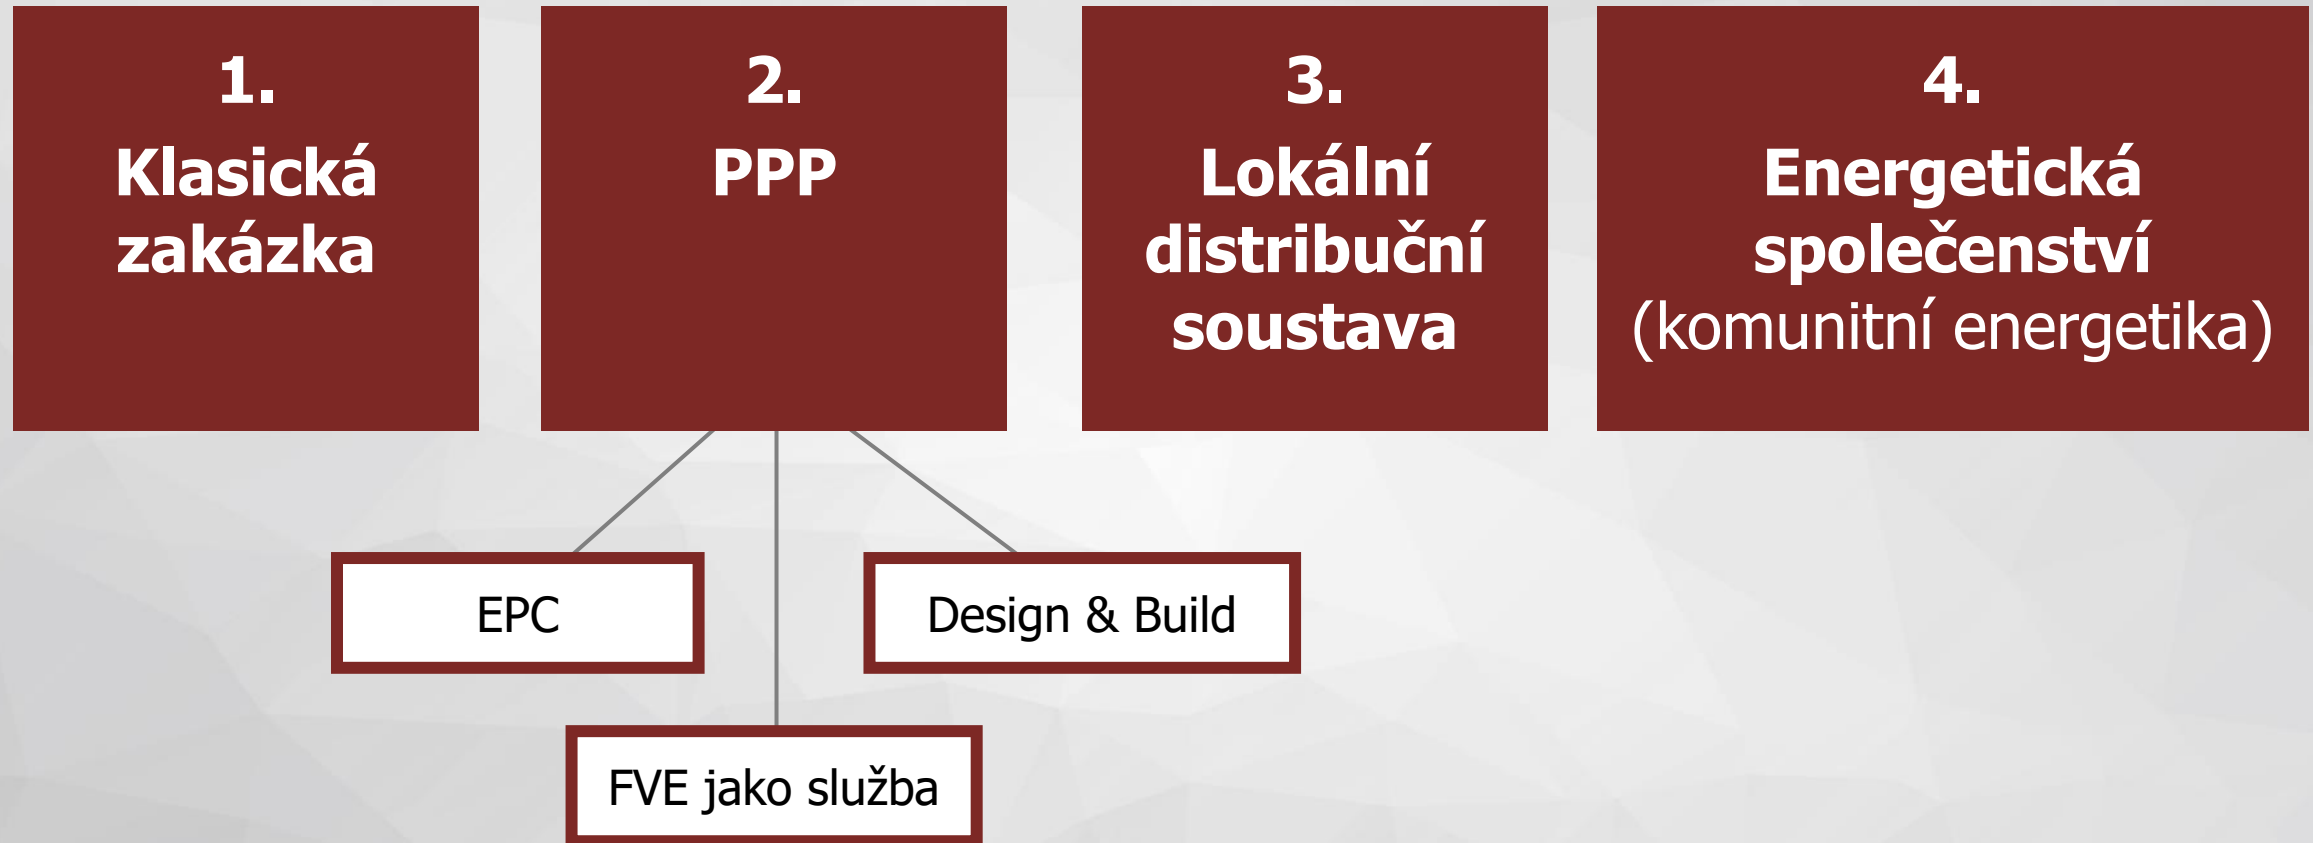 1.
Klasická
zakázka
2.
PPP
3.
Lokální
distribuční
soustava
4.
Energetická
společenství
(komunitní energetika)
EPC
Design & Build
FVE jako služba